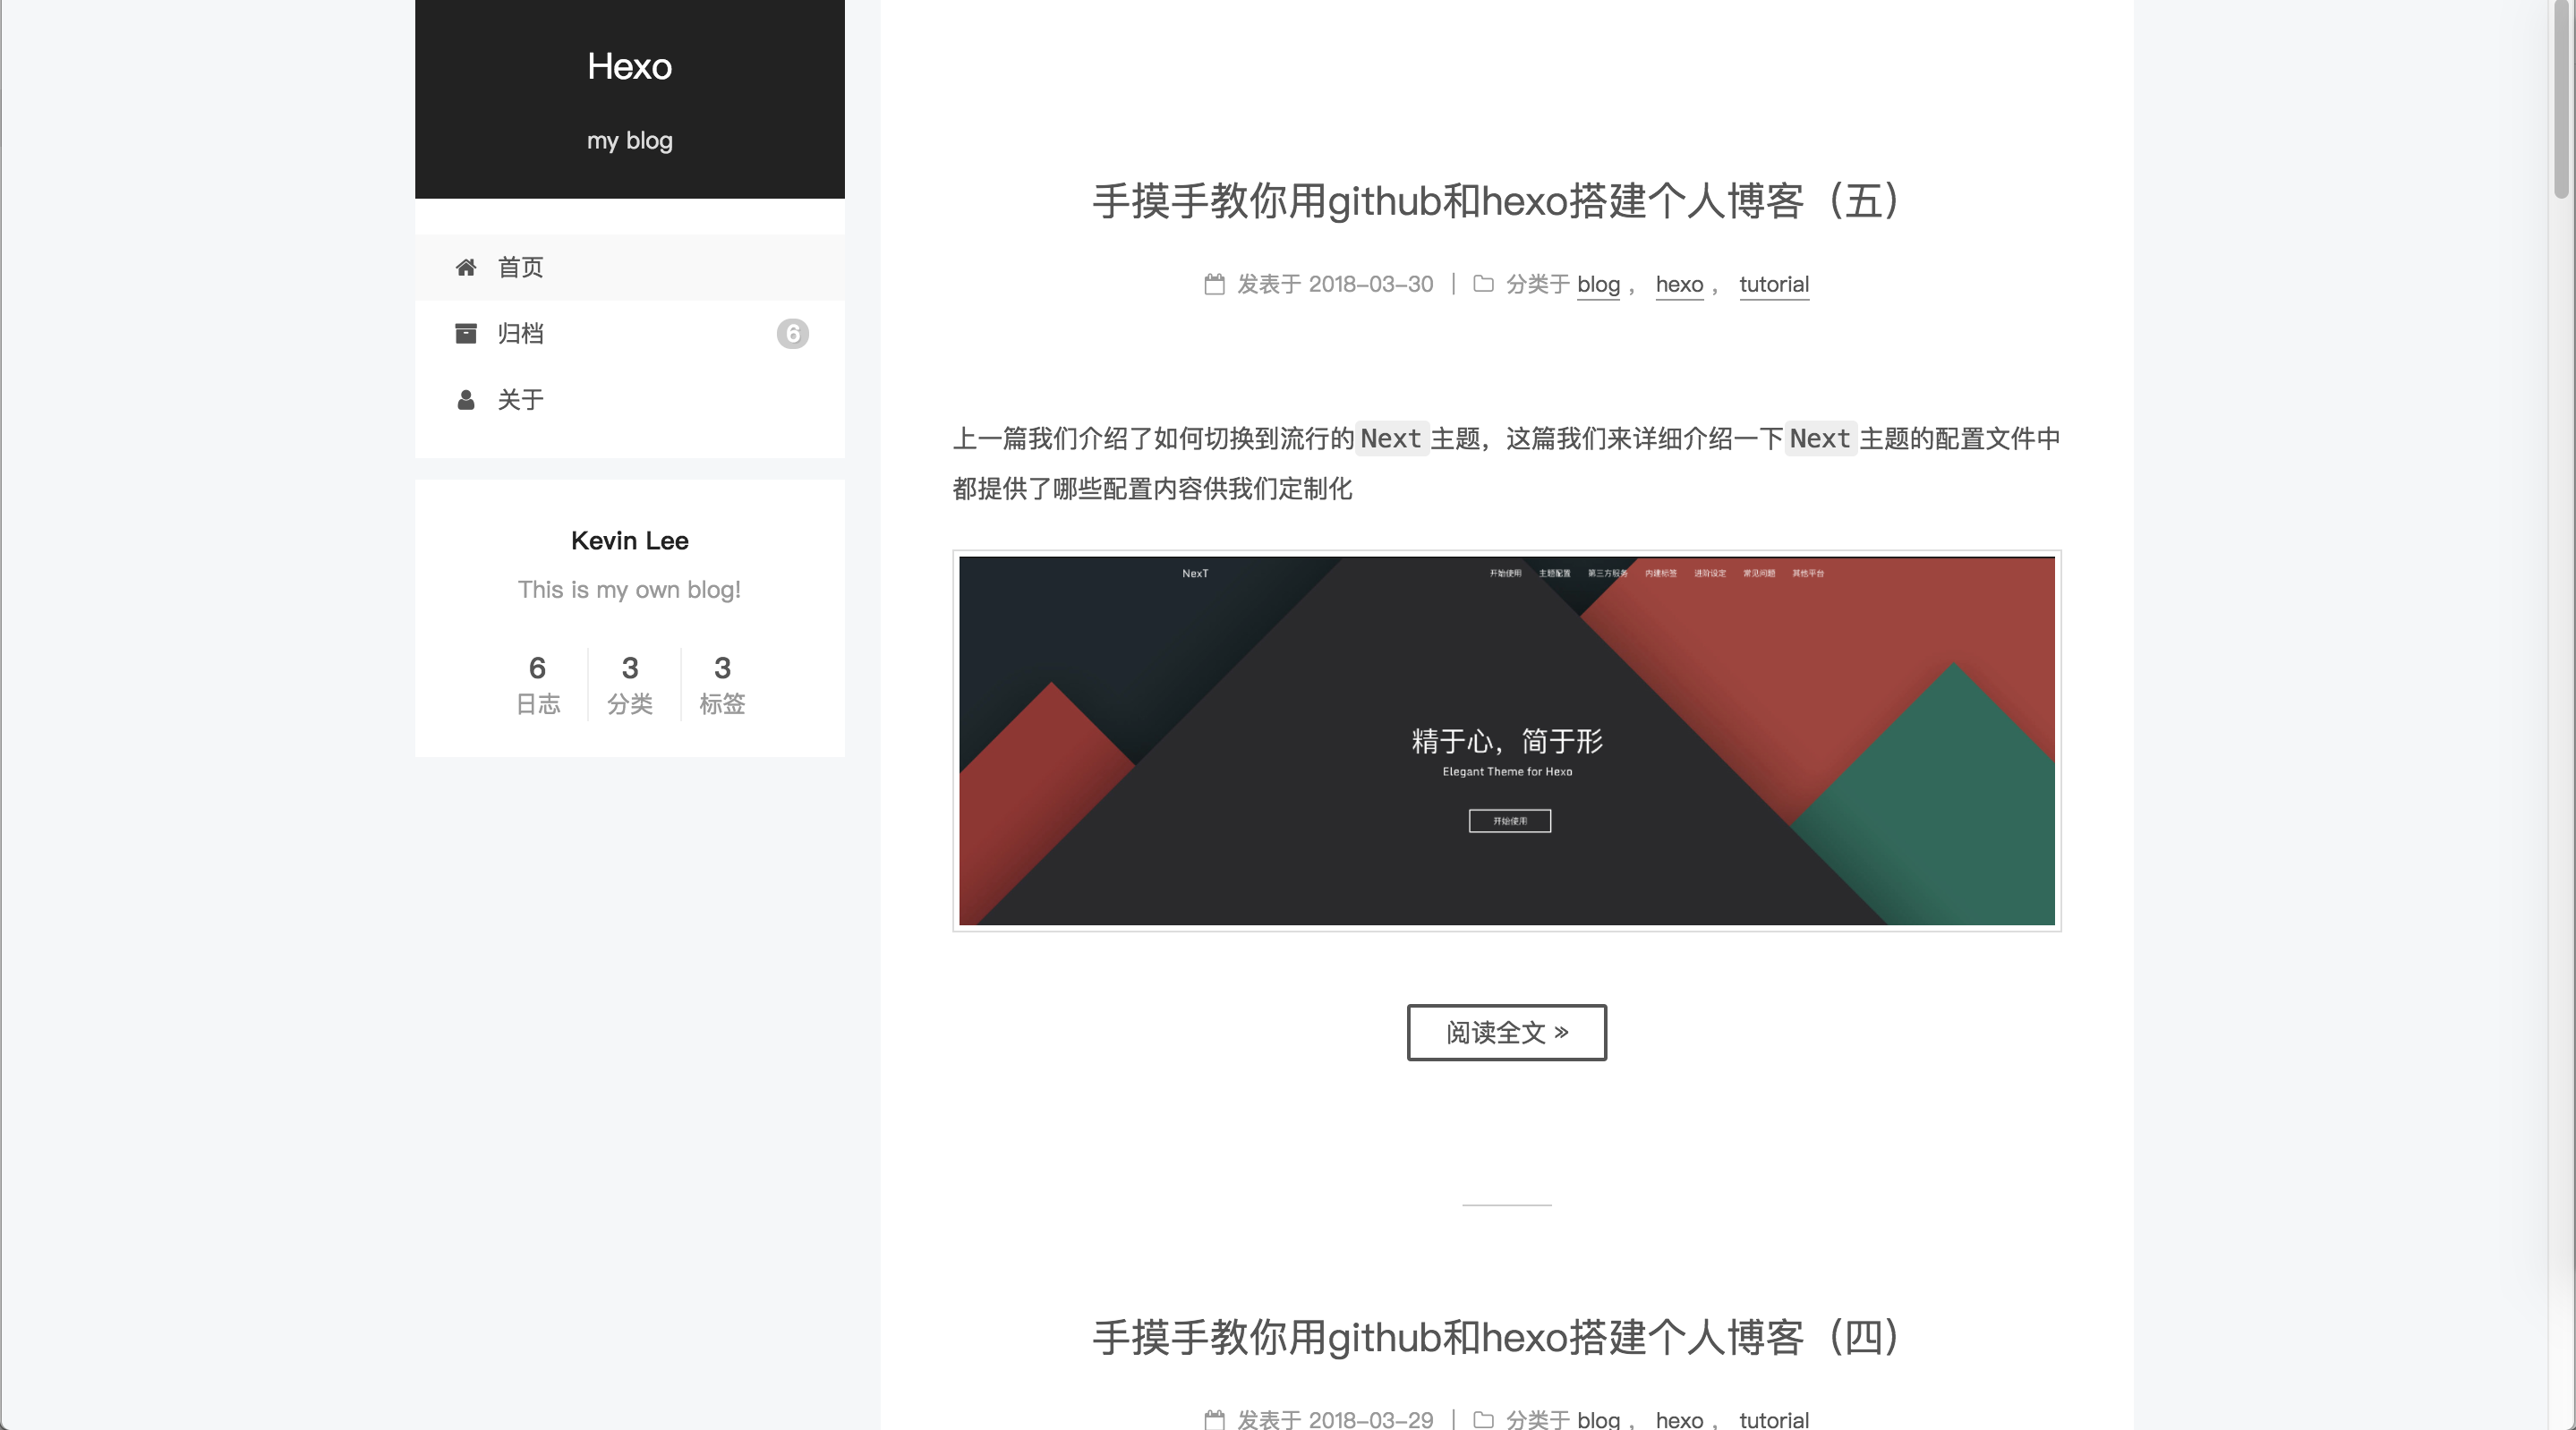 Hexo
my blog
首页
归档 6
关于
Kevin Lee
This is my own blog!
6 3 3
日志 分类 标签
手摸手教你用github和hexo搭建个人博客（五）
发表于 2018-03-30 | 分类于 blog ， hexo ， tutorial
上一篇我们介绍了如何切换到流行的Next主题，这篇我们来详细介绍一下Next主题的配置文件中
都提供了哪些配置内容供我们定制化
NexT 开始使用 主题配置 第三方服务 内建标签 进阶设定 常见问题 其他平台
精于心，简于形
Elegant Theme for Hexo
开始使用
阅读全文 »
手摸手教你用github和hexo搭建个人博客（四）
发表于 2018-03-29 | 分类于 blog ， hexo ， tutorial